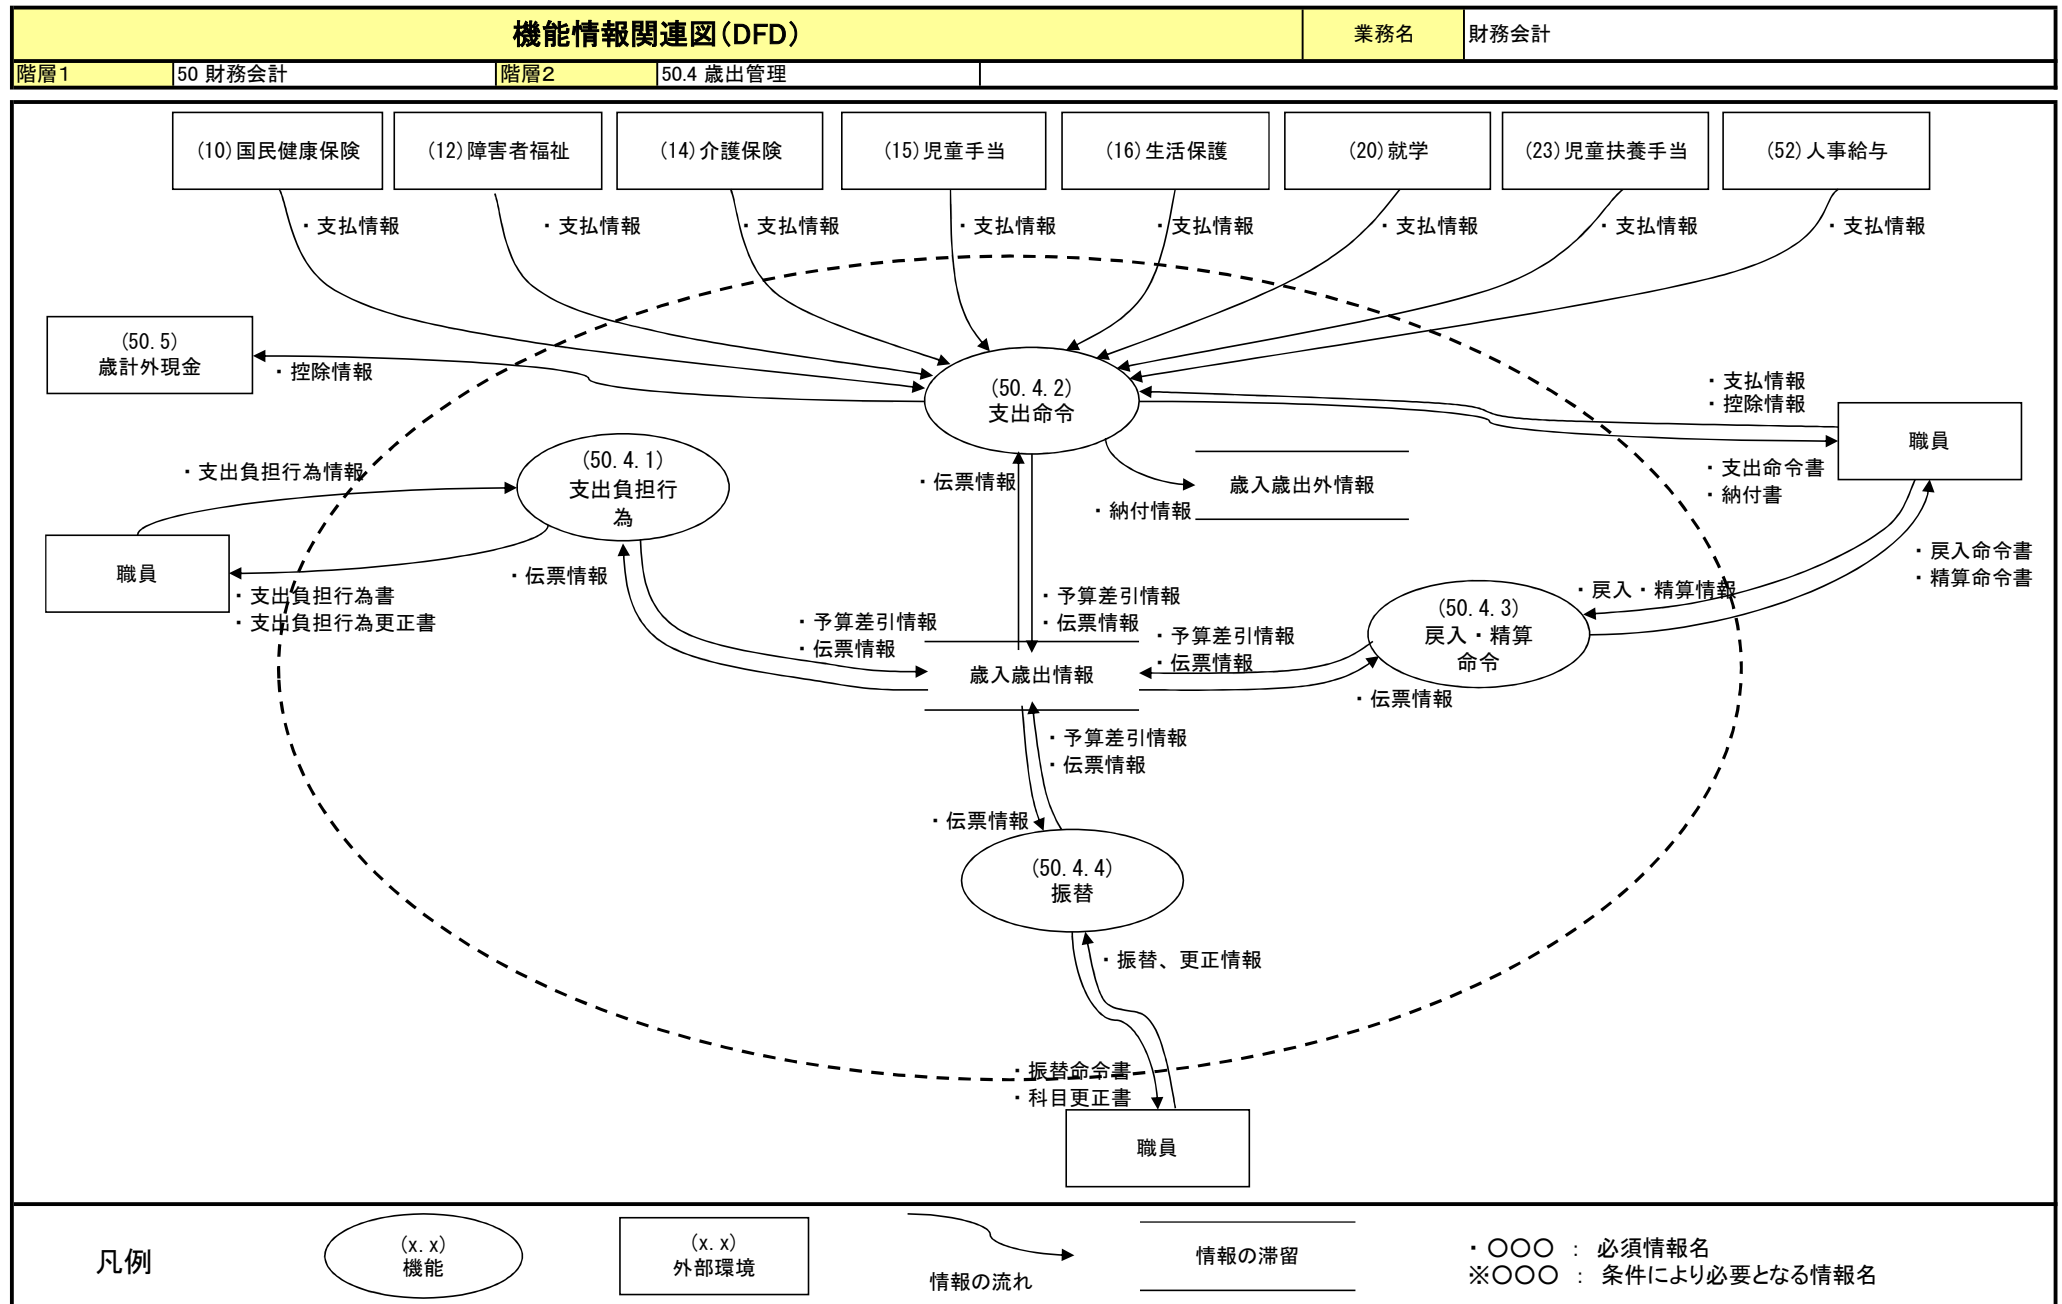 機能情報関連図(DFD)
業務名
財務会計
階層1
50 財務会計
階層2
50.4 歳出管理
(10)国民健康保険
(12)障害者福祉
(14)介護保険
(15)児童手当
(16)生活保護
(20)就学
(23)児童扶養手当
(52)人事給与
・支払情報
・支払情報
・支払情報
・支払情報
・支払情報
・支払情報
・支払情報
・支払情報
(50.5)
歳計外現金
・控除情報
(50.4.2)
支出命令
・支払情報
・控除情報
職員
・支出命令書
・納付書
(50.4.1)
支出負担行
為
・支出負担行為情報
職員
・支出負担行為書
・支出負担行為更正書
・伝票情報
・伝票情報
・納付情報
歳入歳出外情報
・戻入命令書
・精算命令書
・戻入・精算情報
(50.4.3)
戻入・精算
命令
・予算差引情報
・伝票情報
・予算差引情報
・伝票情報
・予算差引情報
・伝票情報
歳入歳出情報
・伝票情報
・予算差引情報
・伝票情報
・伝票情報
(50.4.4)
振替
・振替、更正情報
・振替命令書
・科目更正書
職員
凡例
(x.x)
機能
(x.x)
外部環境
情報の流れ
情報の滞留
・〇〇〇 : 必須情報名
※〇〇〇 : 条件により必要となる情報名